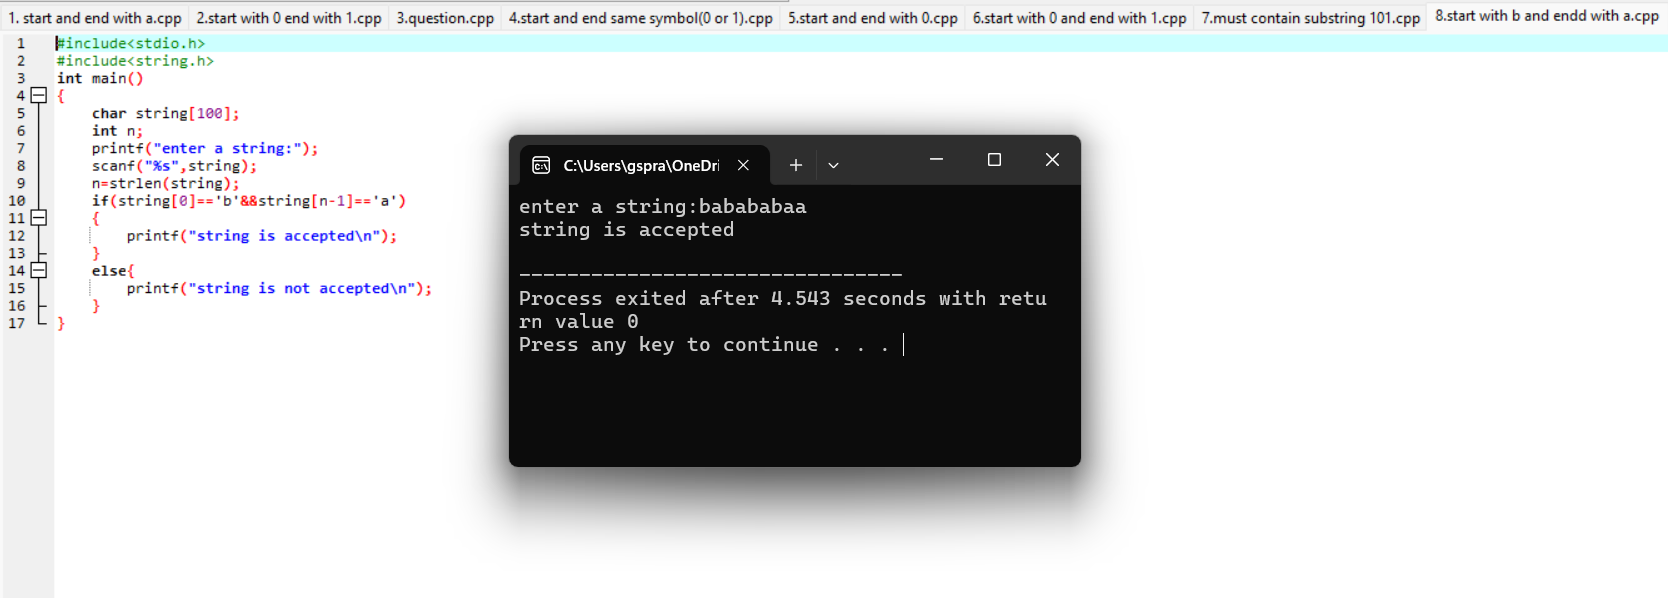 1. start and end with a.cpp 2.start with 0 end with 1.cpp 3.question.cpp 4.start and end same symbol(0 or 1).cpp 5.start and end with 0.cpp 6.start with 0 and end with 1.cpp 7.must contain substring 101.cpp 8.start with b and endd with a.cpp
1 #include<stdio.h>
2 #include<string.h>
3 int main()
4 {
5 char string[100];
6 int n;
7 printf("enter a string:");
8 scanf("%s",string);
9 n=strlen(string);
10 if(string[0]=='b'&&string[n-1]=='a')
11 {
12 printf("string is accepted\n");
13 }
14 else{
15 printf("string is not accepted\n");
16 }
17 }
C:\Users\gspra\OneDri
enter a string:babababaa
string is accepted
--------------------------------
Process exited after 4.543 seconds with retu
rn value 0
Press any key to continue . . .